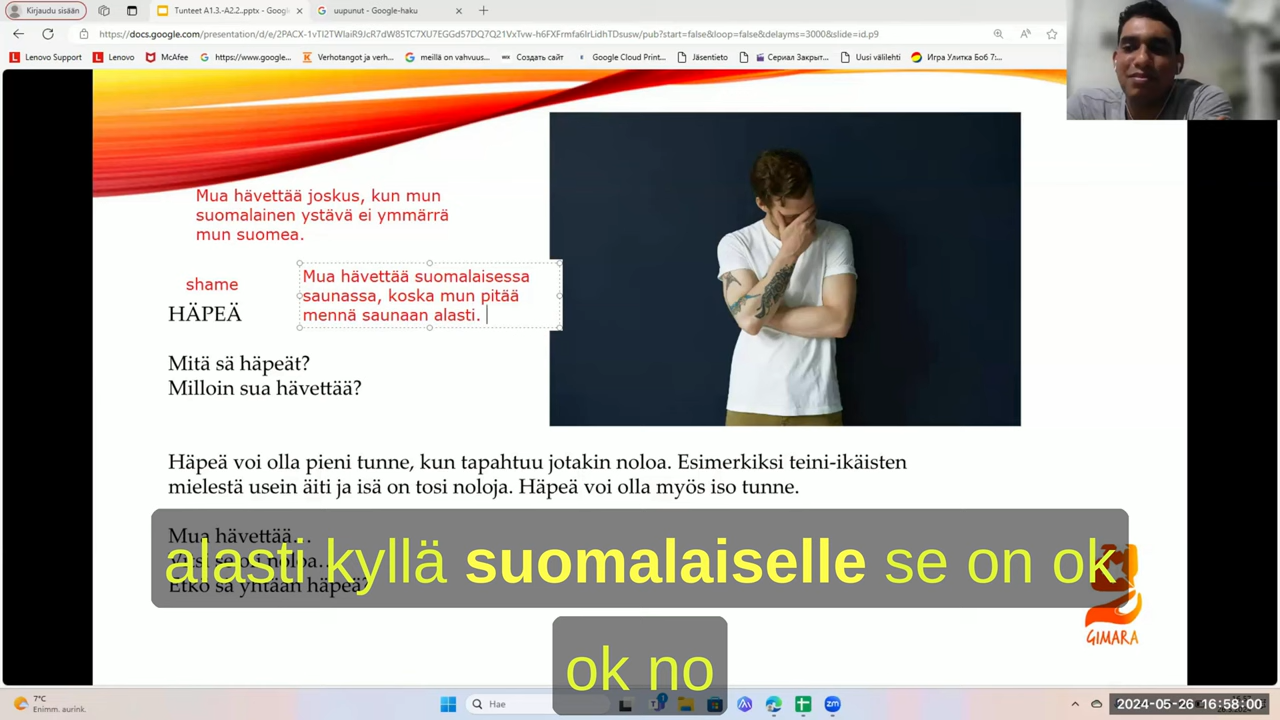 Kirjaudu sisään
Tunteet A1.3.-A2.2..pptx - Google
uupunut - Google-haku
https://docs.google.com/presentation/d/e/2PACX-1vTI2TWlaiR9JcR7dW85TC7XU7EGGd57DQ7Q21VxTvw-h6FXFrmfa6IrLidhTDsusw/pub?start=false&loop=false&delayms=3000&slide=id.p9
Lenovo Support
Lenovo
McAfee
https://www.google...
Verhotangot ja verh...
meillä on vahvuus...
Создать сайт
Google Cloud Print...
Jäsentieto
Сериал Закрыт...
Uusi välilehti
Игра Улитка Боб 7:...
Mua hävettää joskus, kun mun
suomalainen ystävä ei ymmärrä
mun suomea.
shame
Mua hävettää suomalaisessa
saunassa, koska mun pitää
mennä saunaan alasti.
HÄPEÄ
Mitä sä häpeät?
Milloin sua hävettää?
Häpeä voi olla pieni tunne, kun tapahtuu jotakin noloa. Esimerkiksi teini-ikäisten
mielestä usein äiti ja isä on tosi noloja. Häpeä voi olla myös iso tunne.
Mua hävettää...
se on noloa...
Etkö sä yhtään häpeä?
alasti kyllä suomalaiselle se on ok
ok no
GIMARA
7°C
Enimm. aurink.
Hae
2024-05-26 16:58:00